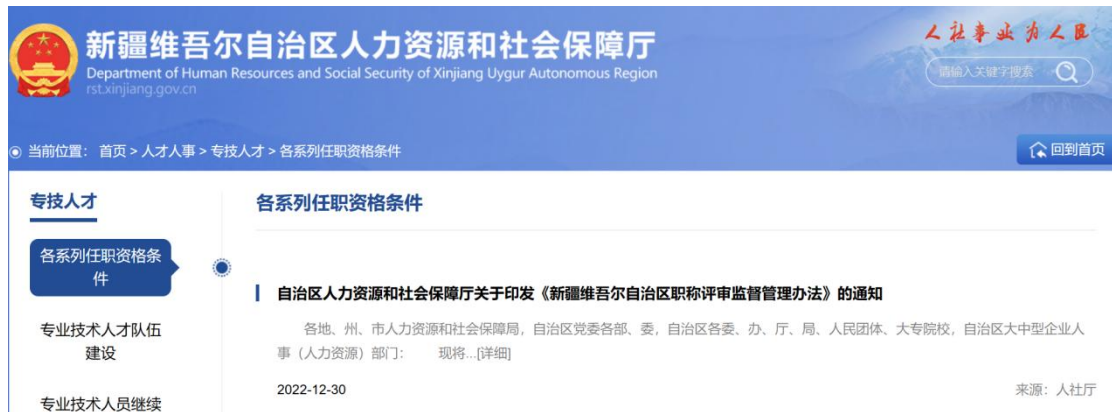 新疆维吾尔自治区人力资源和社会保障厅
Department of Human Resources and Social Security of Xinjiang Uygur Autonomous Region
rst.xinjiang.gov.cn
人社事业为人民
请输入关键字搜索
当前位置： 首页 > 人才人事 > 专技人才 > 各系列任职资格条件
回到首页
专技人才
各系列任职资格条
件
专业技术人才队伍
建设
专业技术人员继续
各系列任职资格条件
自治区人力资源和社会保障厅关于印发《新疆维吾尔自治区职称评审监督管理办法》的通知
各地、州、市人力资源和社会保障局，自治区党委各部、委，自治区各委、办、厅、局、人民团体、大专院校，自治区大中型企业人
事（人力资源）部门： 现将...[详细]
2022-12-30
来源：人社厅